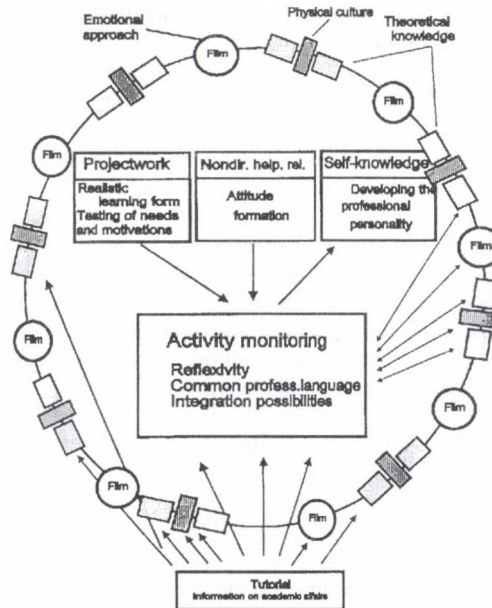 Emotional
approach
Physical culture
Theoretical
knowledge
Film
Film
Film
Film
Film
Film
Film
Film
Projectwork
Realistic
learning form
Testing of needs
and motivations
Nondir. help. rel.
Attitude
formation
Self-knowledge
Developing the
professional
personality
Activity monitoring
Reflexivity
Common profess.language
Integration possibilities
Tutorial
Information on academic affairs